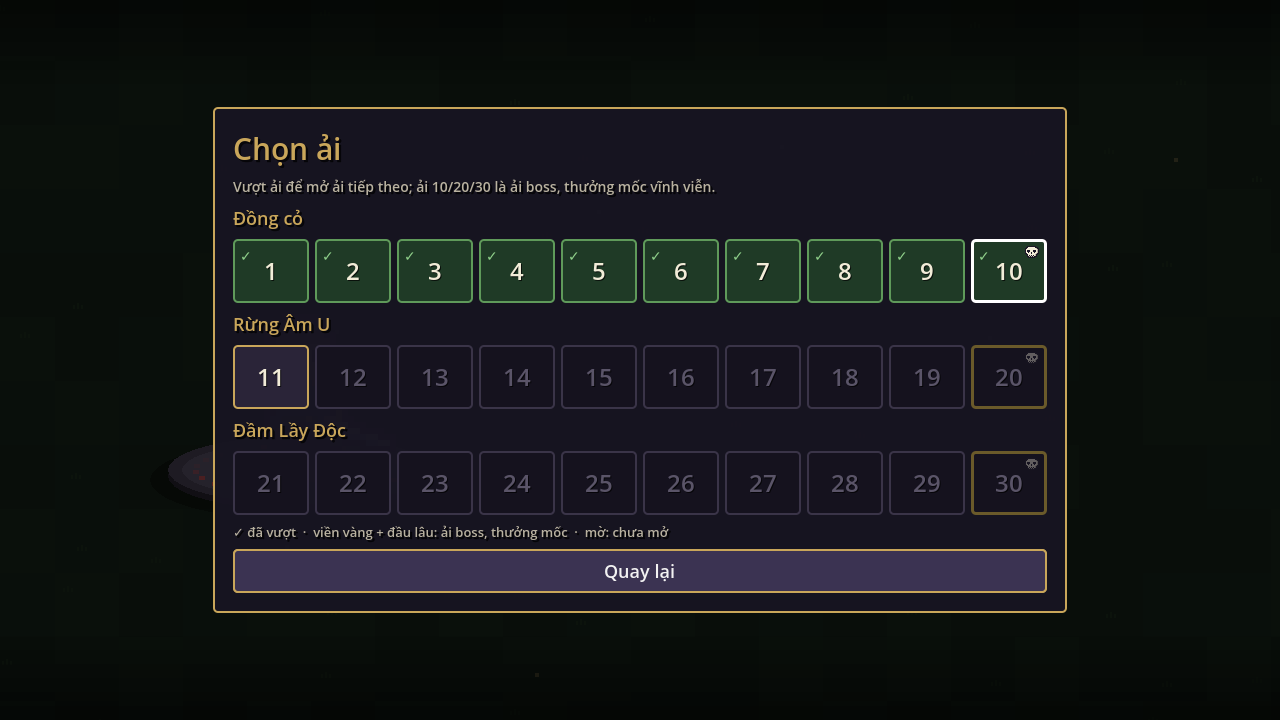 Chọn ải
Vượt ải để mở ải tiếp theo; ải 10/20/30 là ải boss, thưởng mốc vĩnh viễn.
Đồng cỏ
✓ 1 ✓ 2 ✓ 3 ✓ 4 ✓ 5 ✓ 6 ✓ 7 ✓ 8 ✓ 9 ✓ 10
Rừng Âm U
11 12 13 14 15 16 17 18 19 20
Đầm Lầy Độc
21 22 23 24 25 26 27 28 29 30
✓ đã vượt · viền vàng + đầu lâu: ải boss, thưởng mốc · mờ: chưa mở
Quay lại